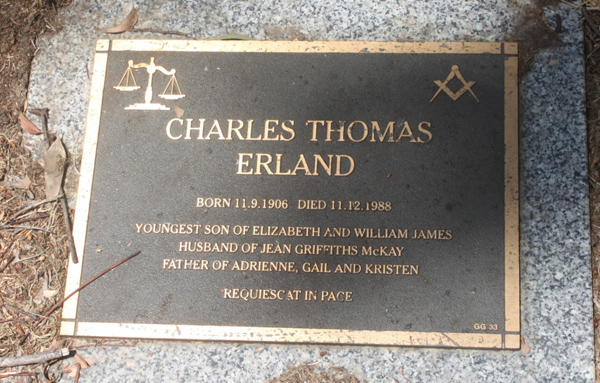 CHARLES THOMAS
ERLAND
BORN 11.9.1906 DIED 11.12.1988
YOUNGEST SON OF ELIZABETH AND WILLIAM JAMES
HUSBAND OF JEAN GRIFFITHS McKAY
FATHER OF ADRIENNE, GAIL AND KRISTEN
REQUIESCAT IN PACE
GG 33